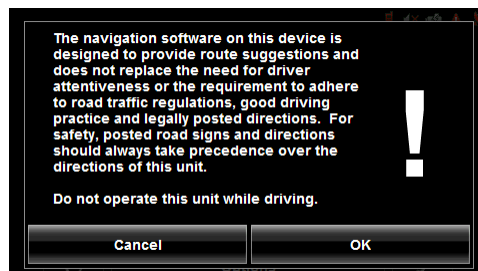 The navigation software on this device is
designed to provide route suggestions and
does not replace the need for driver
attentiveness or the requirement to adhere
to road traffic regulations, good driving
practice and legally posted directions.  For
safety, posted road signs and directions
should always take precedence over the
directions of this unit.
Do not operate this unit while driving.
!
Cancel
OK